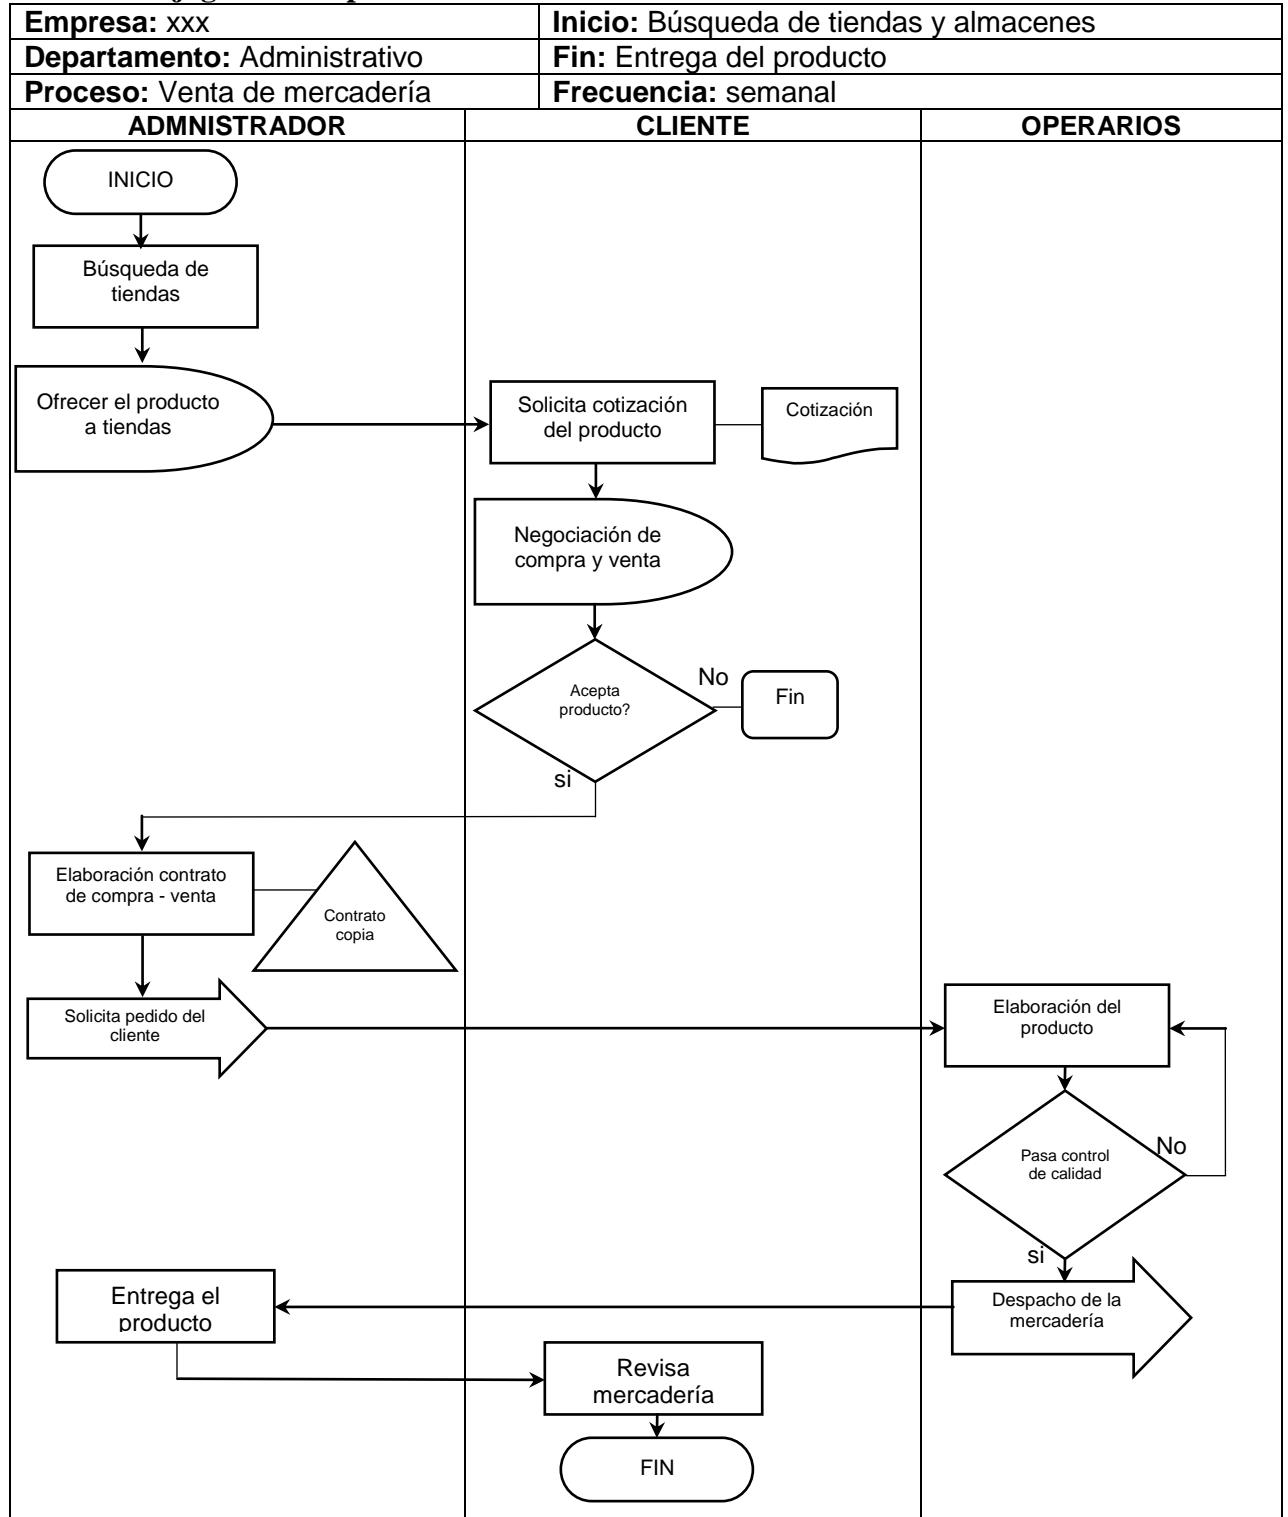 Empresa: xxx
Inicio: Búsqueda de tiendas y almacenes
Departamento: Administrativo
Fin: Entrega del producto
Proceso: Venta de mercadería
Frecuencia: semanal
ADMNISTRADOR
CLIENTE
OPERARIOS
INICIO
Búsqueda de
tiendas
Ofrecer el producto
a tiendas
Solicita cotización
del producto
Cotización
Negociación de
compra y venta
Acepta
producto?
No
Fin
si
Elaboración contrato
de compra - venta
Contrato
copia
Solicita pedido del
cliente
Elaboración del
producto
Pasa control
de calidad
No
si
Despacho de la
mercadería
Entrega el
producto
Revisa
mercadería
FIN